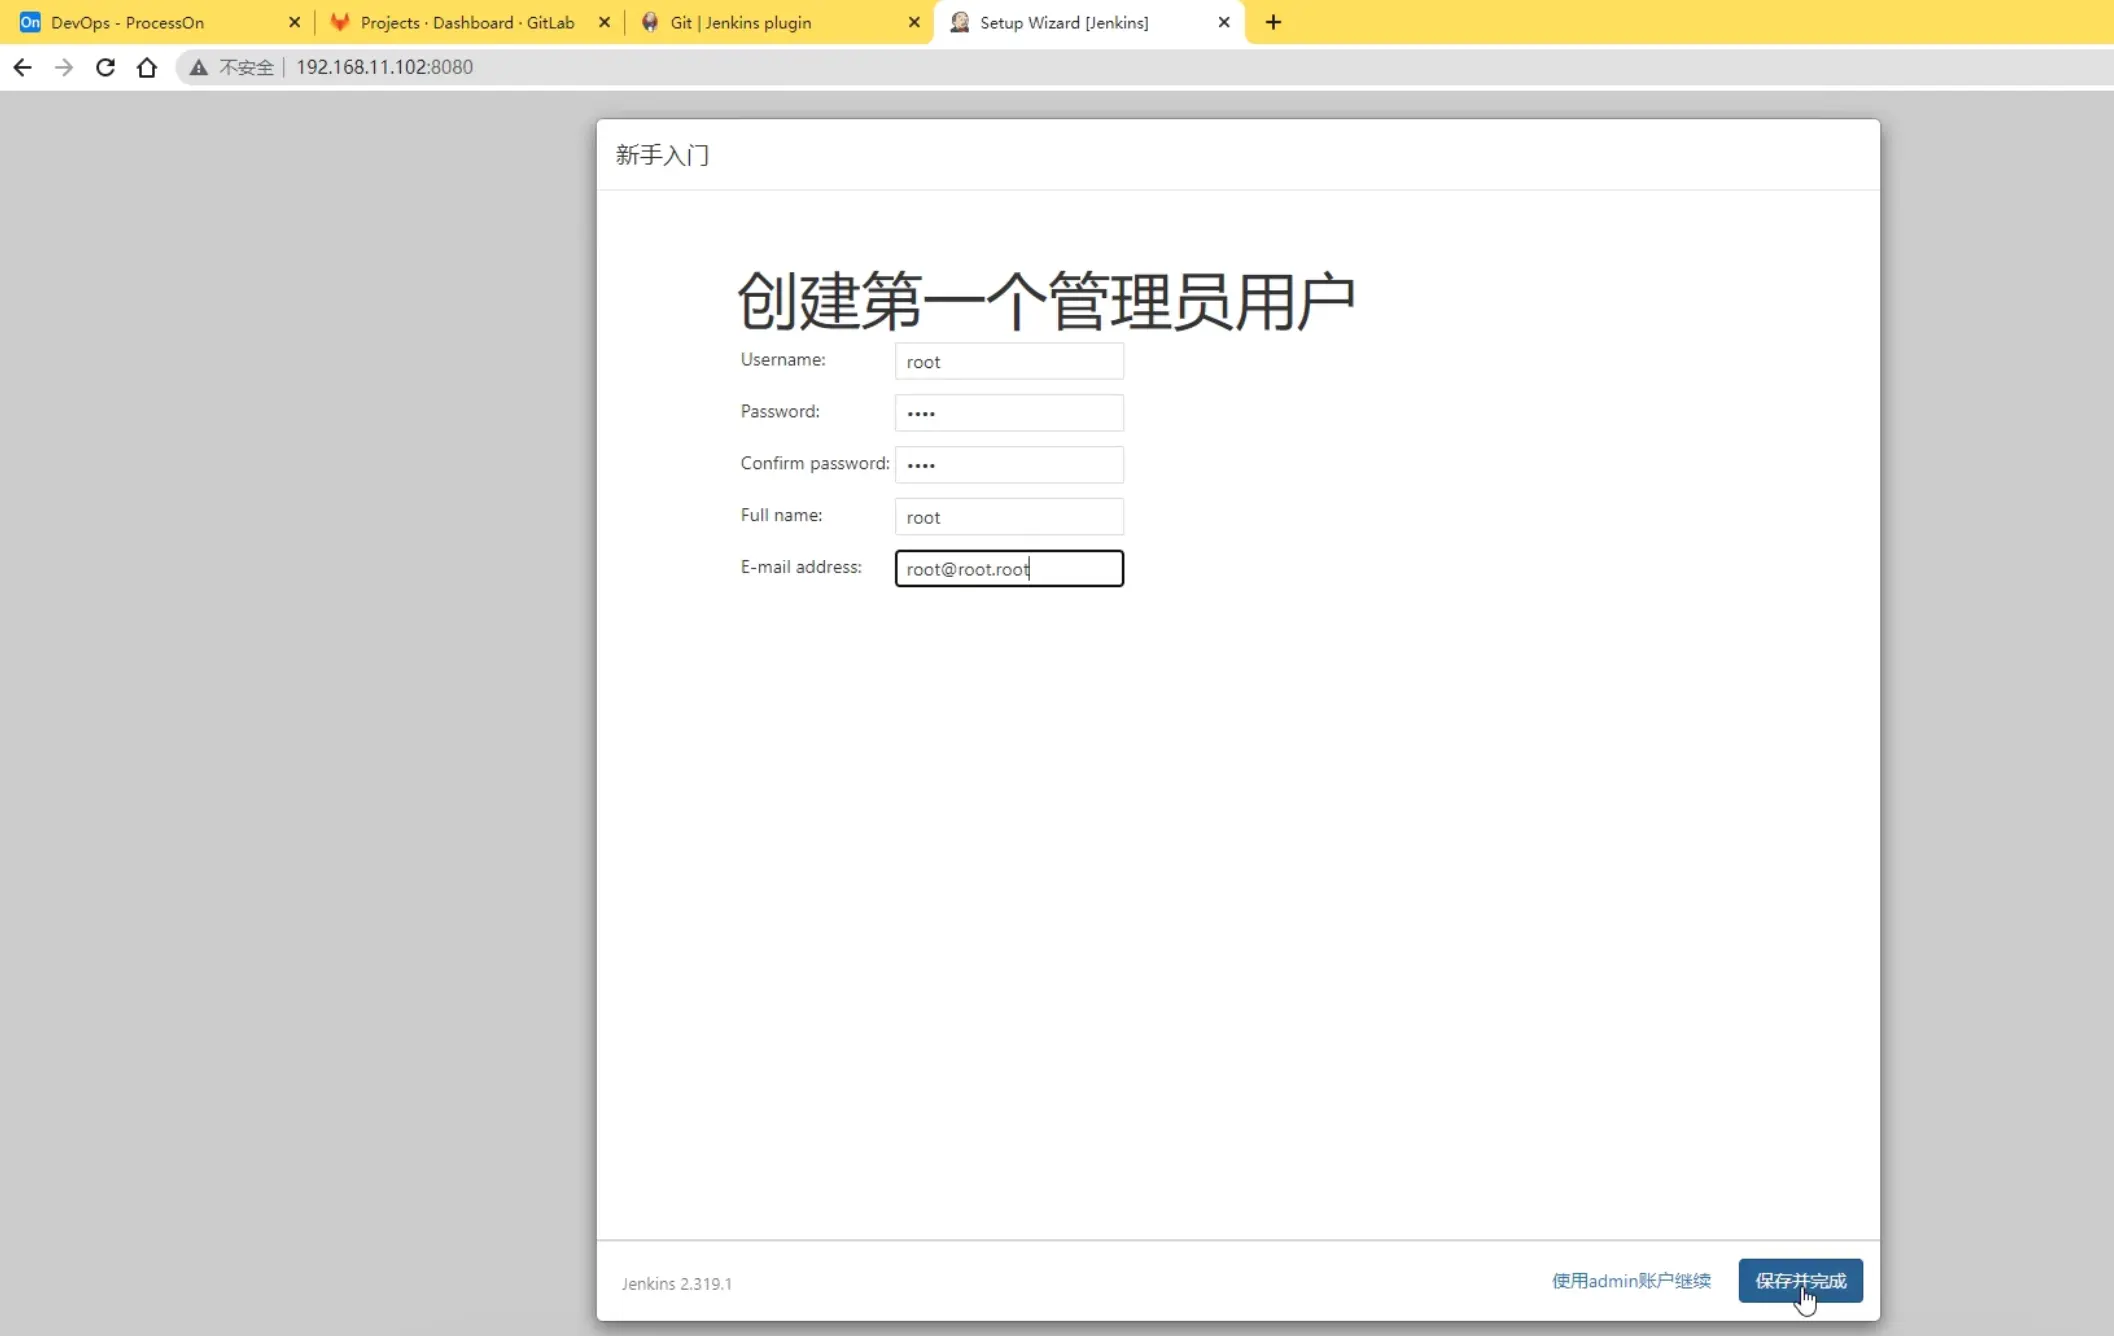 On DevOps - ProcessOn
Projects · Dashboard · GitLab
Git | Jenkins plugin
Setup Wizard [Jenkins]
不安全 192.168.11.102:8080
新手入门
创建第一个管理员用户
Username: root
Password: ••••
Confirm password: ••••
Full name: root
E-mail address: root@root.root
Jenkins 2.319.1
使用admin账户继续
保存并完成